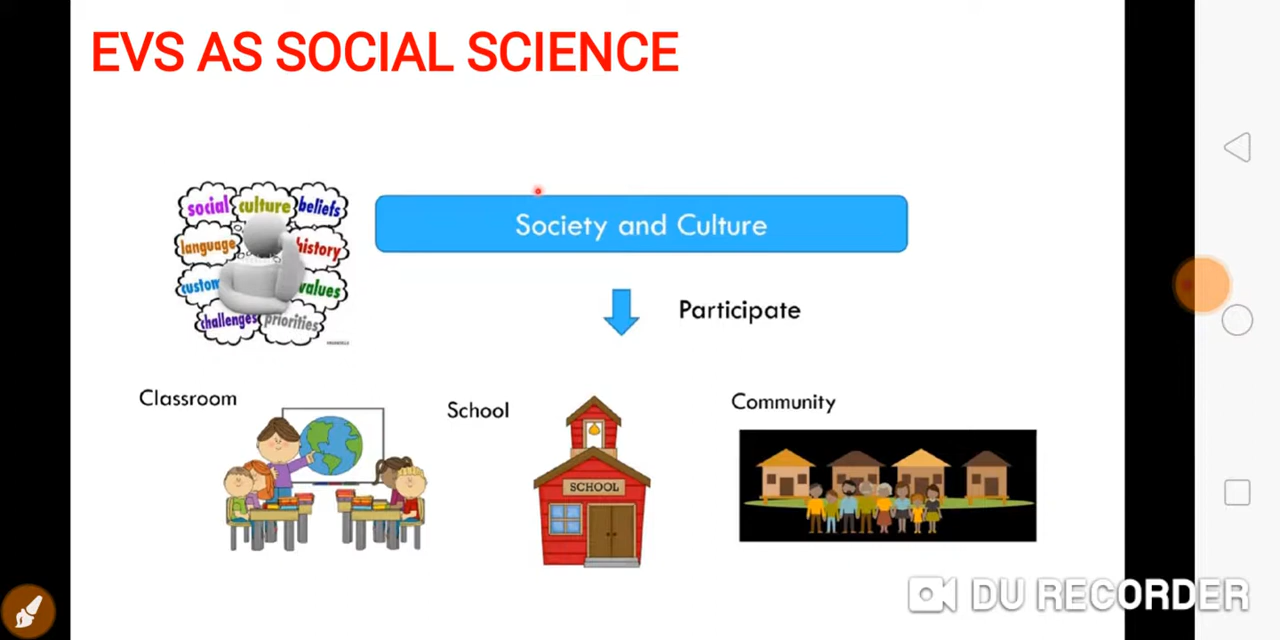 EVS AS SOCIAL SCIENCE
social culture beliefs
language history
custom values
challenges priorities
Society and Culture
Participate
Classroom
School
Community
SCHOOL
DU RECORDER